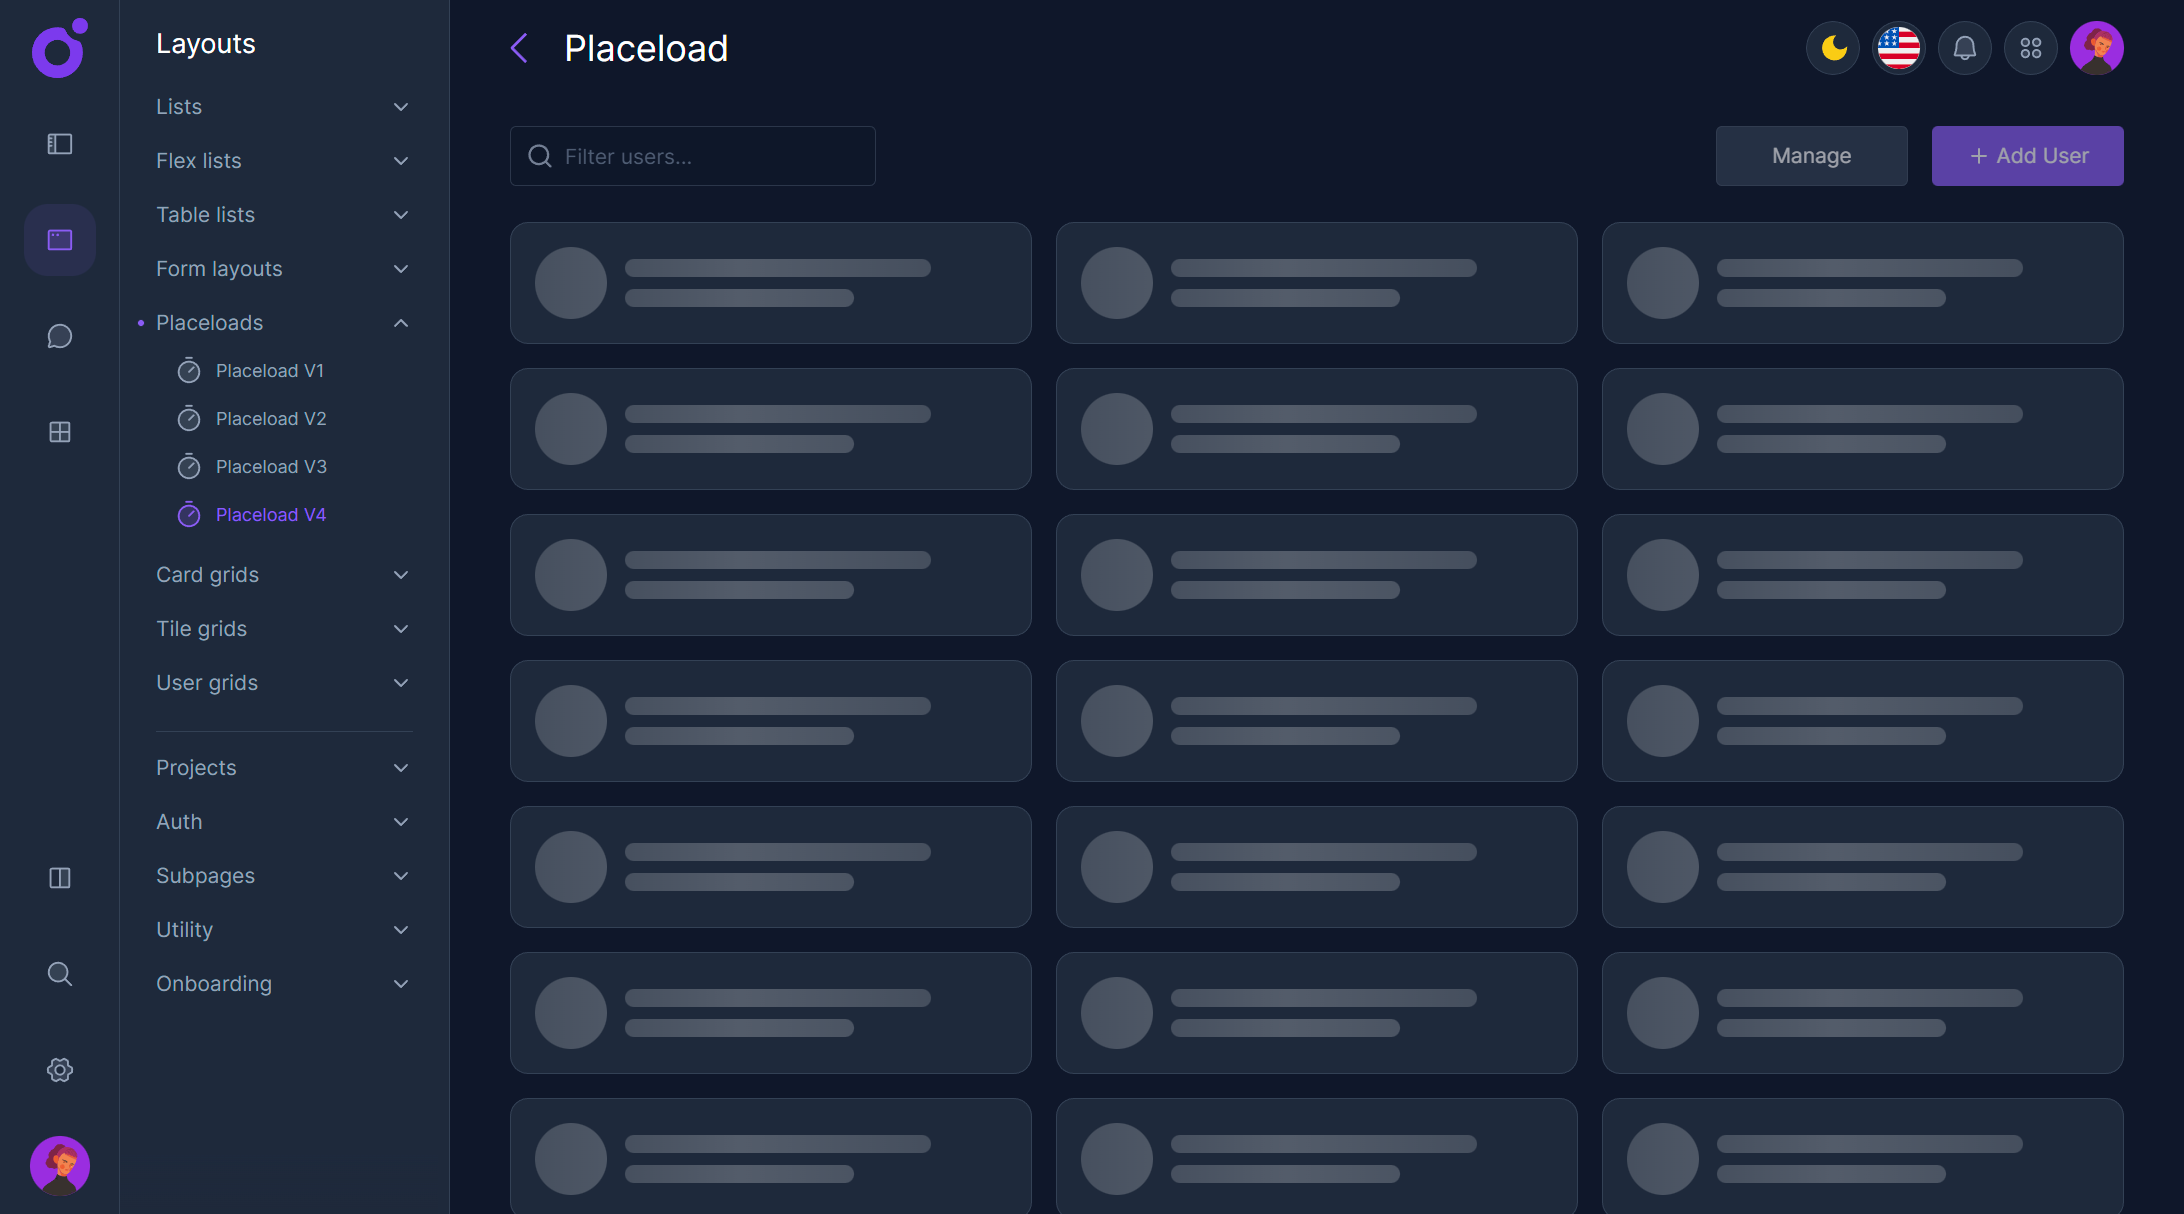 Layouts
Lists
Flex lists
Table lists
Form layouts
Placeloads
Placeload V1
Placeload V2
Placeload V3
Placeload V4
Card grids
Tile grids
User grids
Projects
Auth
Subpages
Utility
Onboarding
Placeload
Filter users...
Manage
Add User